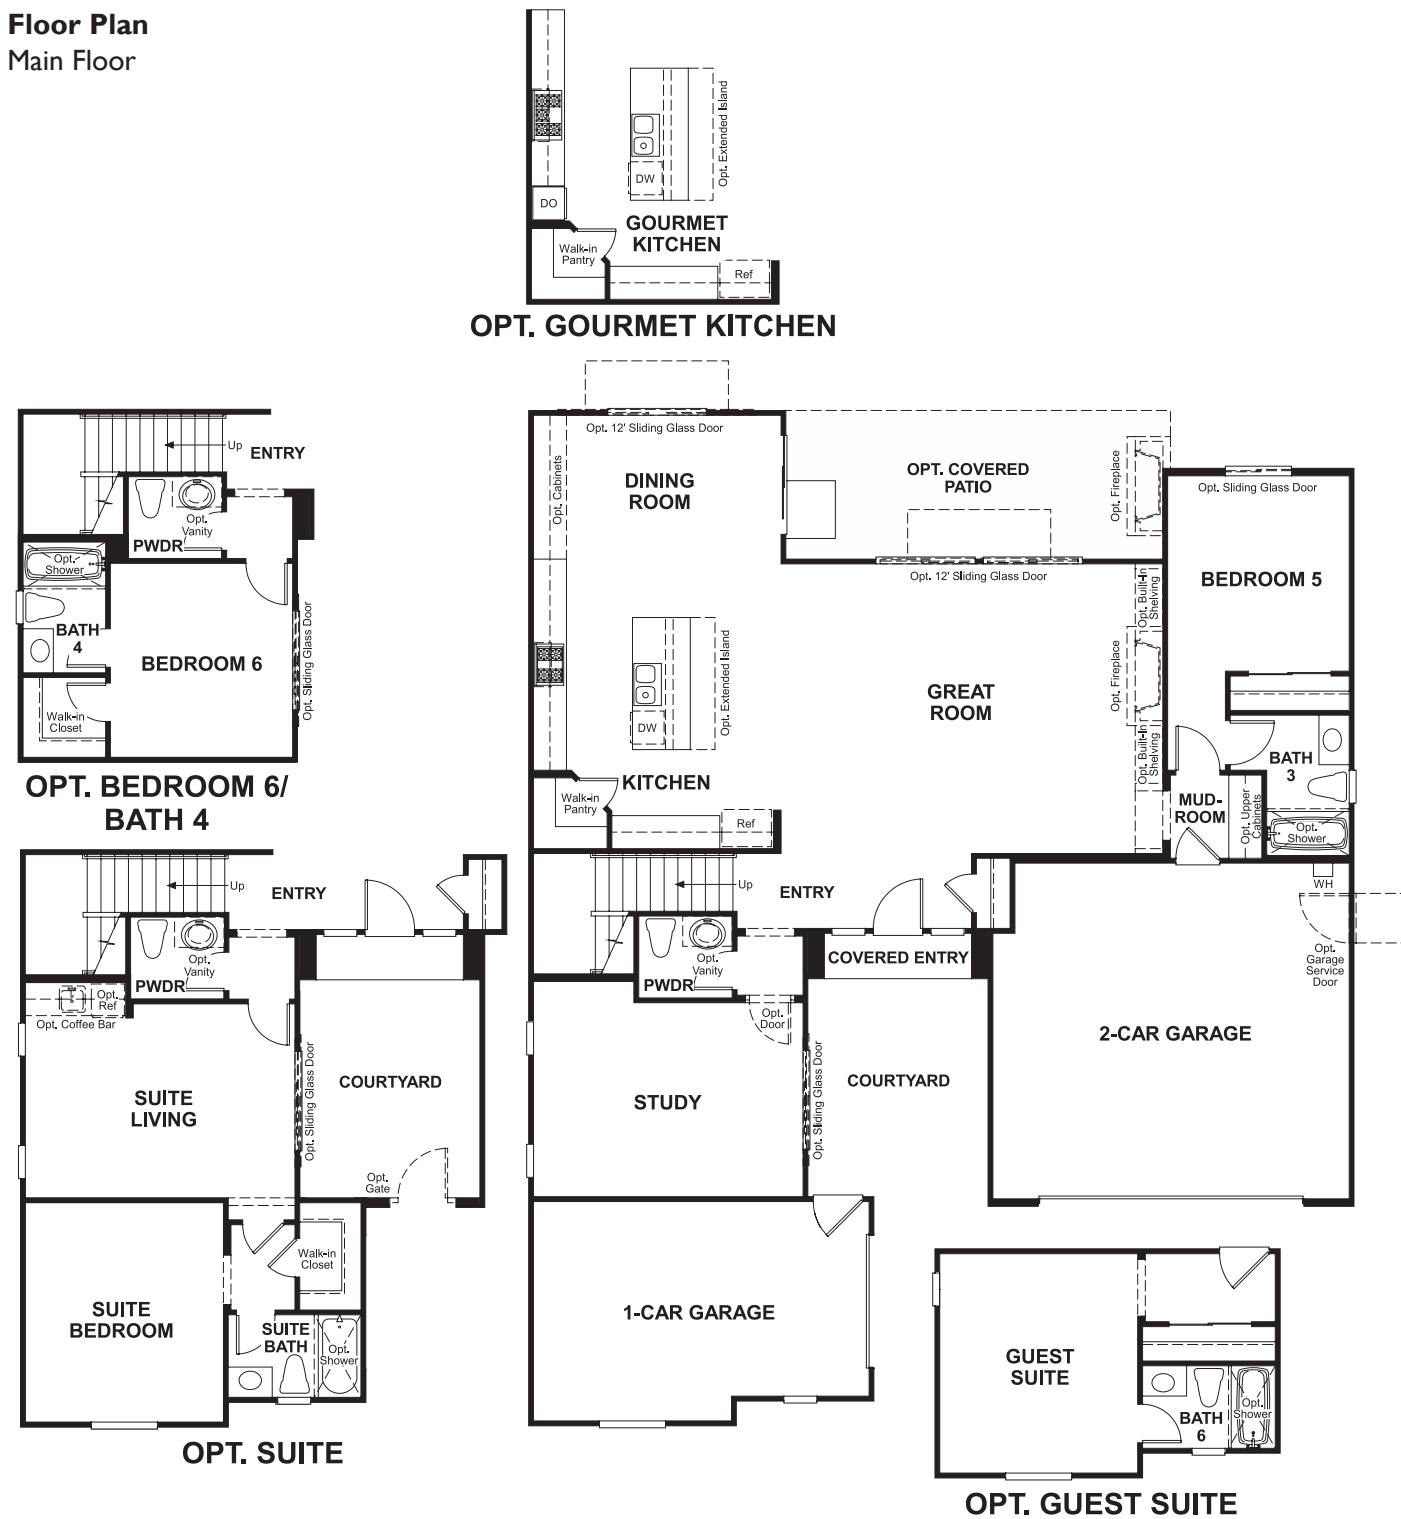 Floor Plan
Main Floor
Opt. Extended Island
DW
DO
GOURMET
KITCHEN
Walk-in
Pantry
Ref
OPT. GOURMET KITCHEN
Up
ENTRY
Opt.
Vanity
PWDR
Opt.
Shower
BATH
4
BEDROOM 6
Opt. Sliding Glass Door
Walk-in
Closet
OPT. BEDROOM 6/
BATH 4
Opt. 12' Sliding Glass Door
Opt. Cabinets
DINING
ROOM
OPT. COVERED
PATIO
Opt. Fireplace
Opt. Sliding Glass Door
Opt. 12' Sliding Glass Door
Opt. Built-In
Shelving
BEDROOM 5
Opt. Extended Island
DW
GREAT
ROOM
Opt. Fireplace
Opt. Built-In
Shelving
KITCHEN
Walk-in
Pantry
Ref
BATH
3
MUD-
ROOM
Opt. Upper
Cabinets
Opt.
Shower
Up
ENTRY
WH
COVERED ENTRY
Opt.
Vanity
PWDR
Opt.
Door
Opt.
Garage
Service
Door
2-CAR GARAGE
STUDY
Opt. Sliding Glass Door
COURTYARD
1-CAR GARAGE
Up
ENTRY
Opt.
Vanity
PWDR
Opt.
Ref
Opt. Coffee Bar
SUITE
LIVING
Opt. Sliding Glass Door
COURTYARD
Opt.
Gate
Walk-in
Closet
SUITE
BEDROOM
SUITE
BATH
Opt.
Shower
OPT. SUITE
GUEST
SUITE
BATH
6
Opt.
Shower
OPT. GUEST SUITE